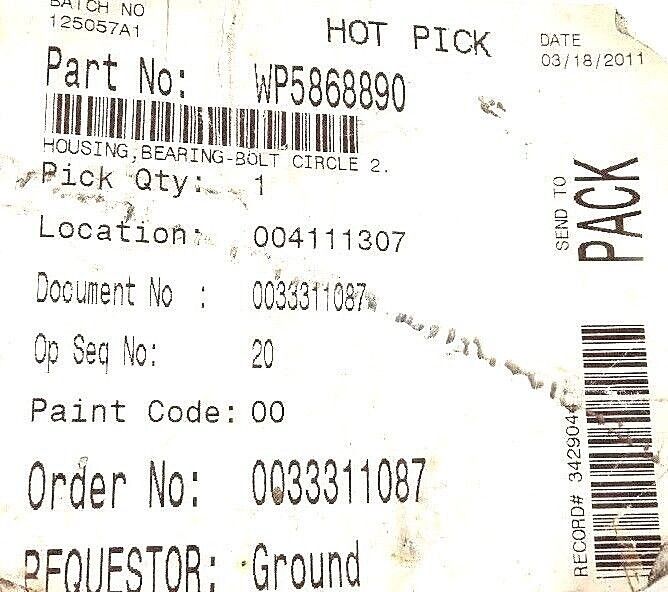 BATCH NO
125057A1
HOT PICK
DATE
03/18/2011
Part No: WP5868890
HOUSING,BEARING-BOLT CIRCLE 2.
Pick Qty: 1
Location: 004111307
Document No : 0033311087
Op Seq No: 20
Paint Code: 00
Order No: 0033311087
REQUESTOR: Ground
SEND TO
PACK
RECORD# 342904